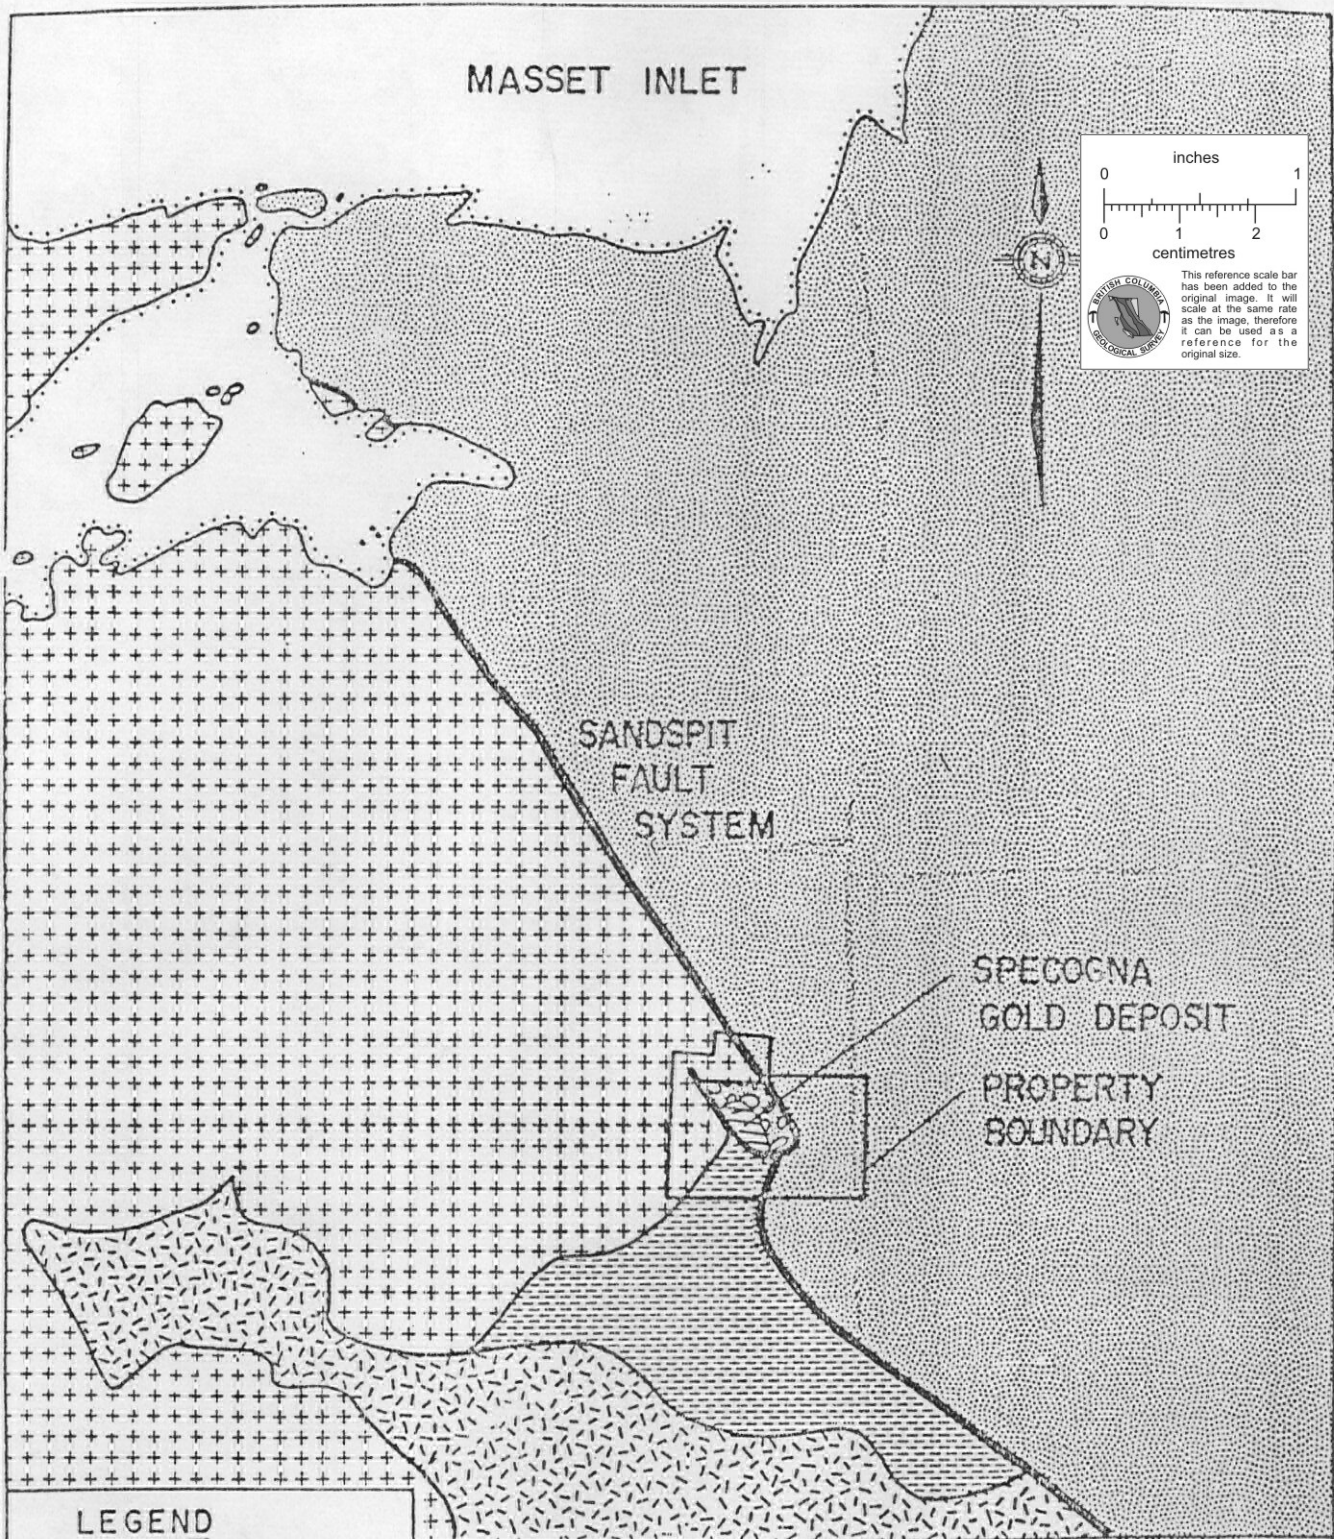 MASSET INLET
inches
0 1
0 1 2
centimetres
BRITISH COLUMBIA
GEOLOGICAL SURVEY
This reference scale bar
has been added to the
original image. It will
scale at the same rate
as the image, therefore
it can be used as a
reference for the
original size.
N
SANDSPIT
FAULT
SYSTEM
SPECOGNA
GOLD DEPOSIT
PROPERTY
BOUNDARY
LEGEND